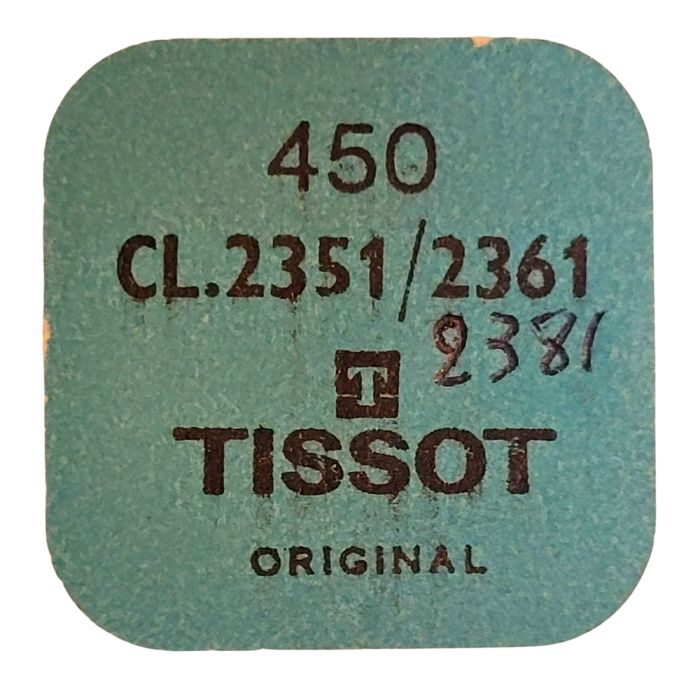 450
CL.2351/2361
2381
T
TISSOT
ORIGINAL